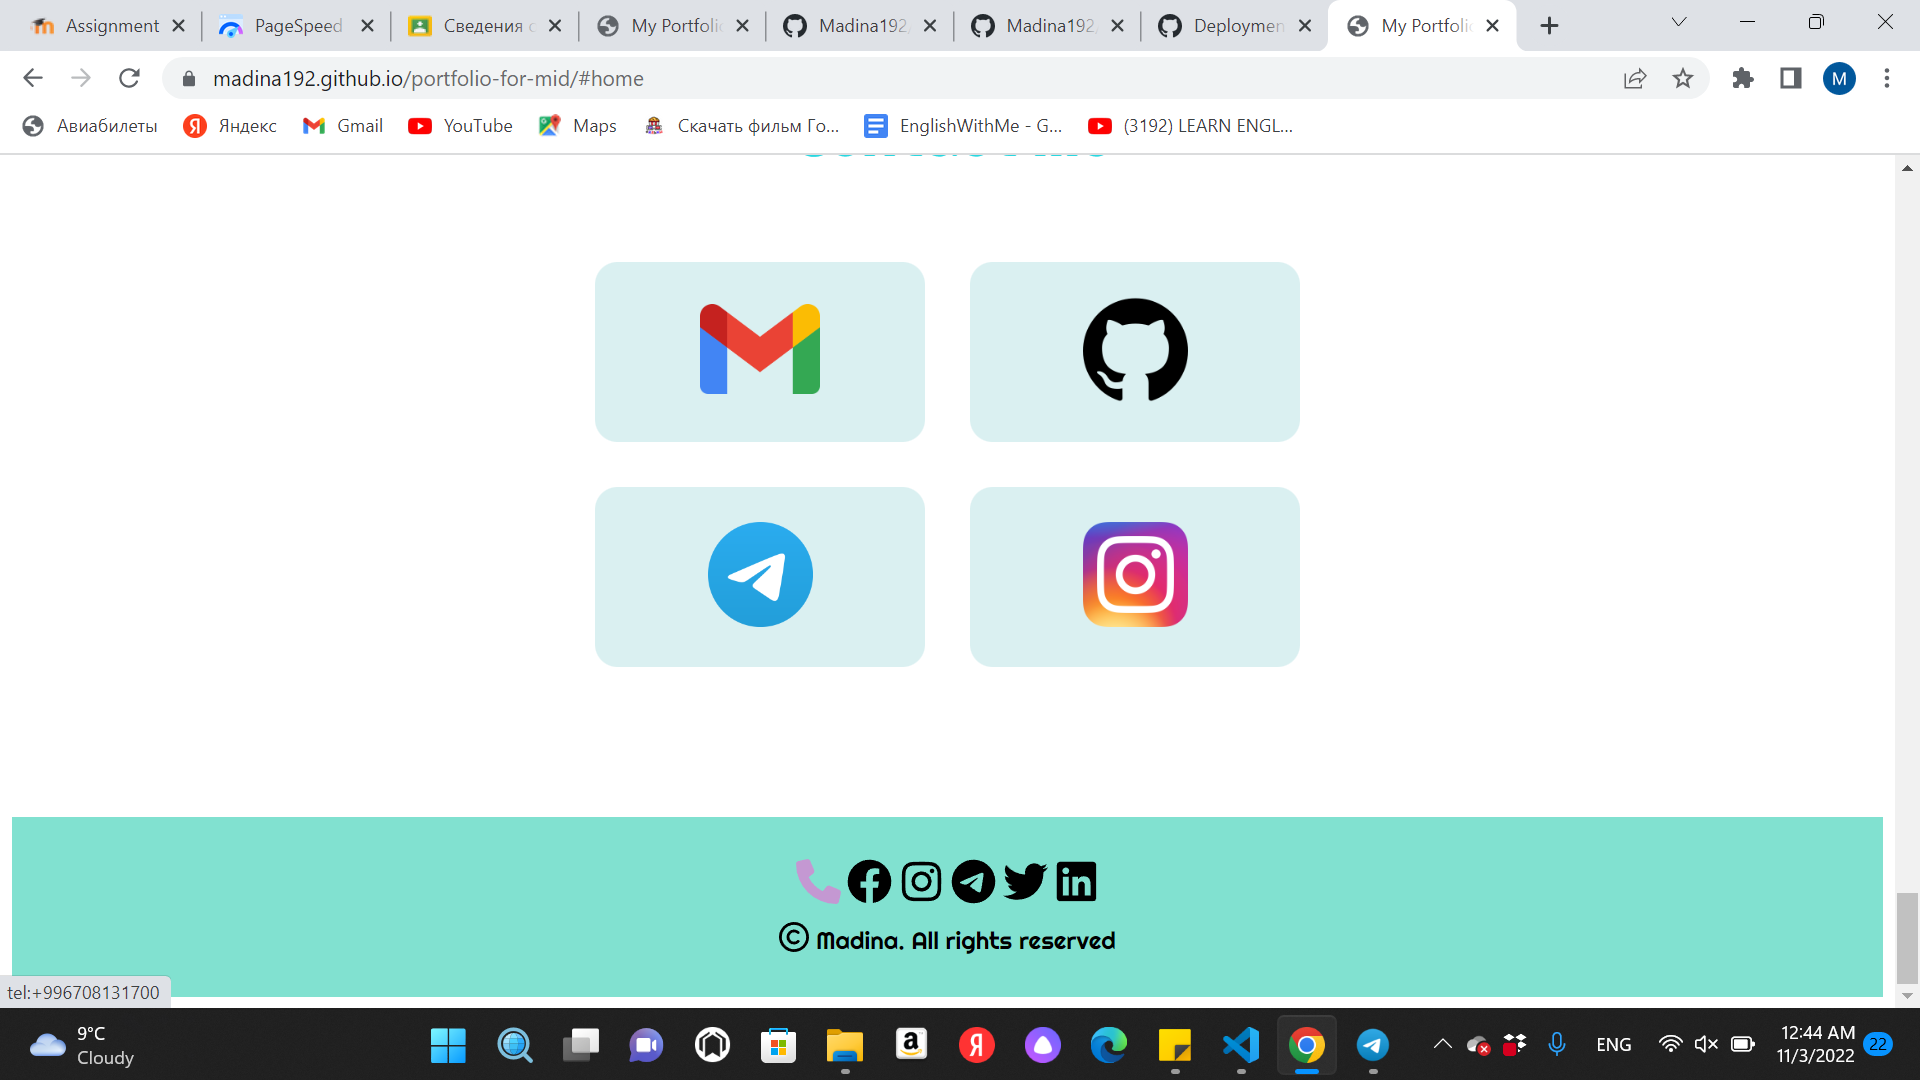 Assignment
PageSpeed
Сведения о
My Portfolio
Madina192
Madina192
Deploymen
My Portfolio
madina192.github.io/portfolio-for-mid/#home
M
Авиабилеты
Яндекс
Gmail
YouTube
Maps
Скачать фильм Го...
EnglishWithMe - G...
(3192) LEARN ENGL...
© Madina. All rights reserved
tel:+996708131700
9°C
Cloudy
ENG
12:44 AM
11/3/2022
22